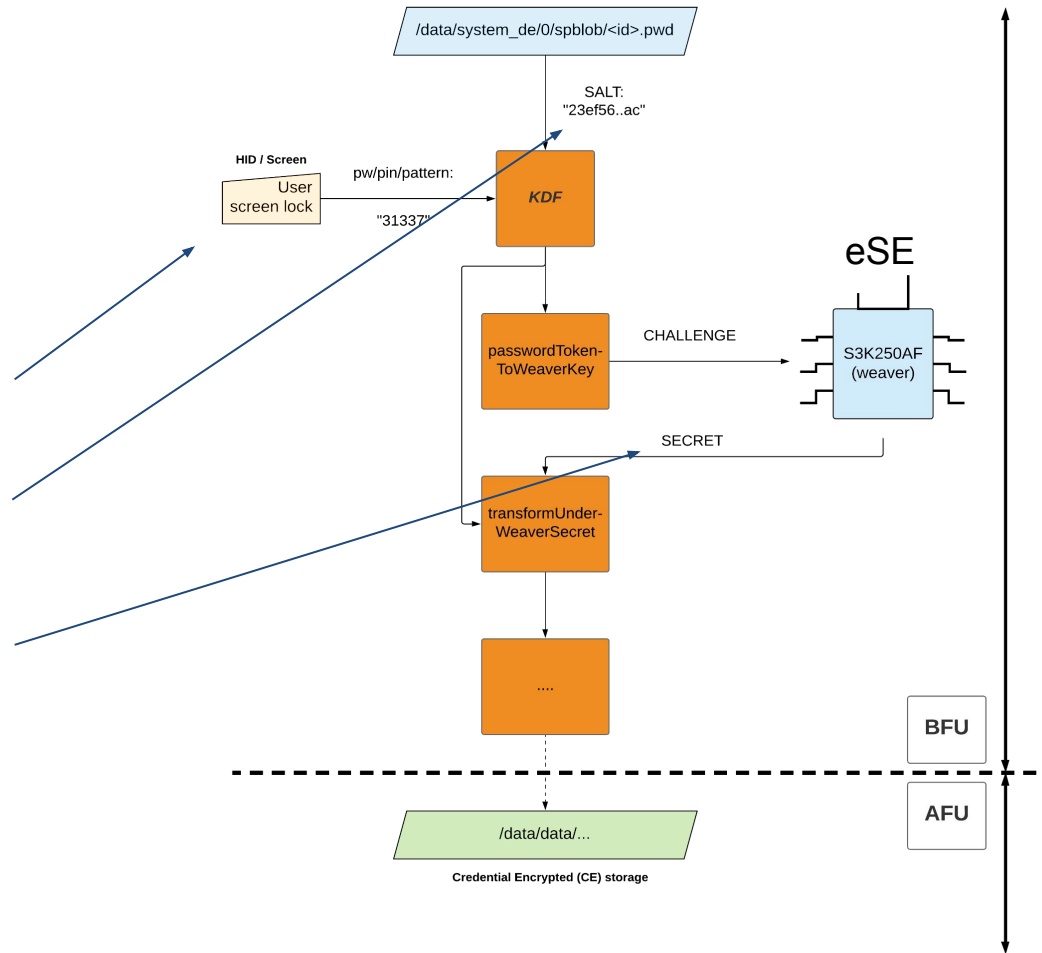 /data/system_de/0/spblob/<id>.pwd
SALT:
"23ef56..ac"
HID / Screen
User
screen lock
pw/pin/pattern:
"31337"
KDF
eSE
passwordToken-
ToWeaverKey
CHALLENGE
S3K250AF
(weaver)
SECRET
transformUnder-
WeaverSecret
....
BFU
AFU
/data/data/...
Credential Encrypted (CE) storage